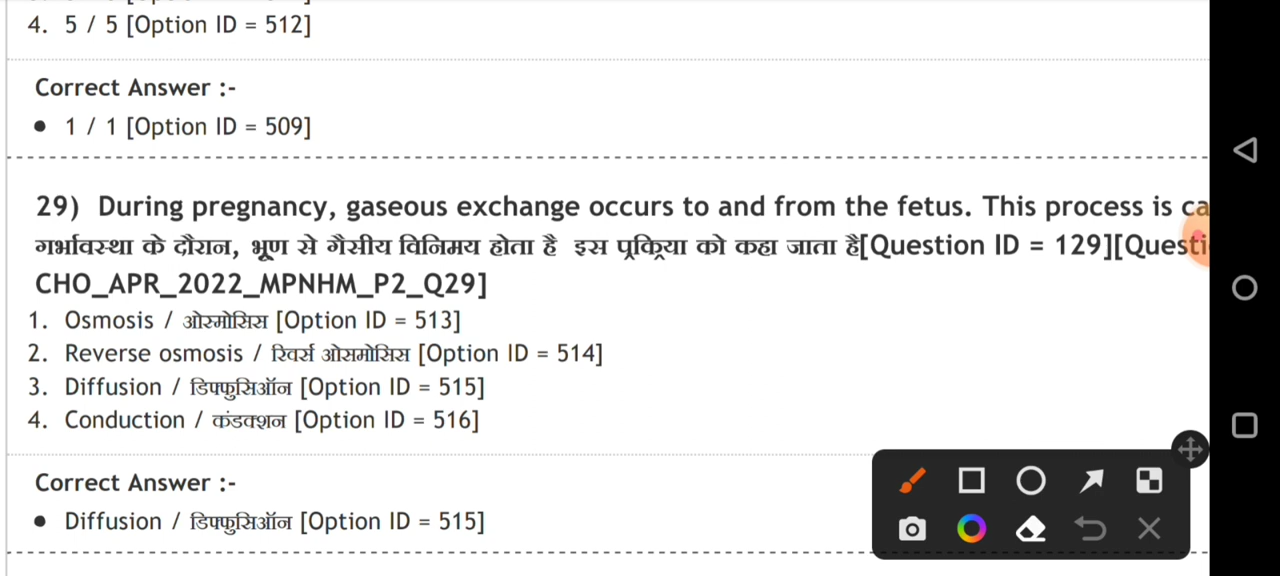 4. 5 / 5 [Option ID = 512]
Correct Answer :-
• 1 / 1 [Option ID = 509]
29) During pregnancy, gaseous exchange occurs to and from the fetus. This process is ca
गर्भावस्था के दौरान, भ्रूण से गैसीय विनिमय होता है इस प्रक्रिया को कहा जाता है[Question ID = 129][Questi
CHO_APR_2022_MPNHM_P2_Q29]
1. Osmosis / ओस्मोसिस [Option ID = 513]
2. Reverse osmosis / रिवर्स ओसमोसिस [Option ID = 514]
3. Diffusion / डिफ्फुसिऑन [Option ID = 515]
4. Conduction / कंडक्शन [Option ID = 516]
Correct Answer :-
• Diffusion / डिफ्फुसिऑन [Option ID = 515]